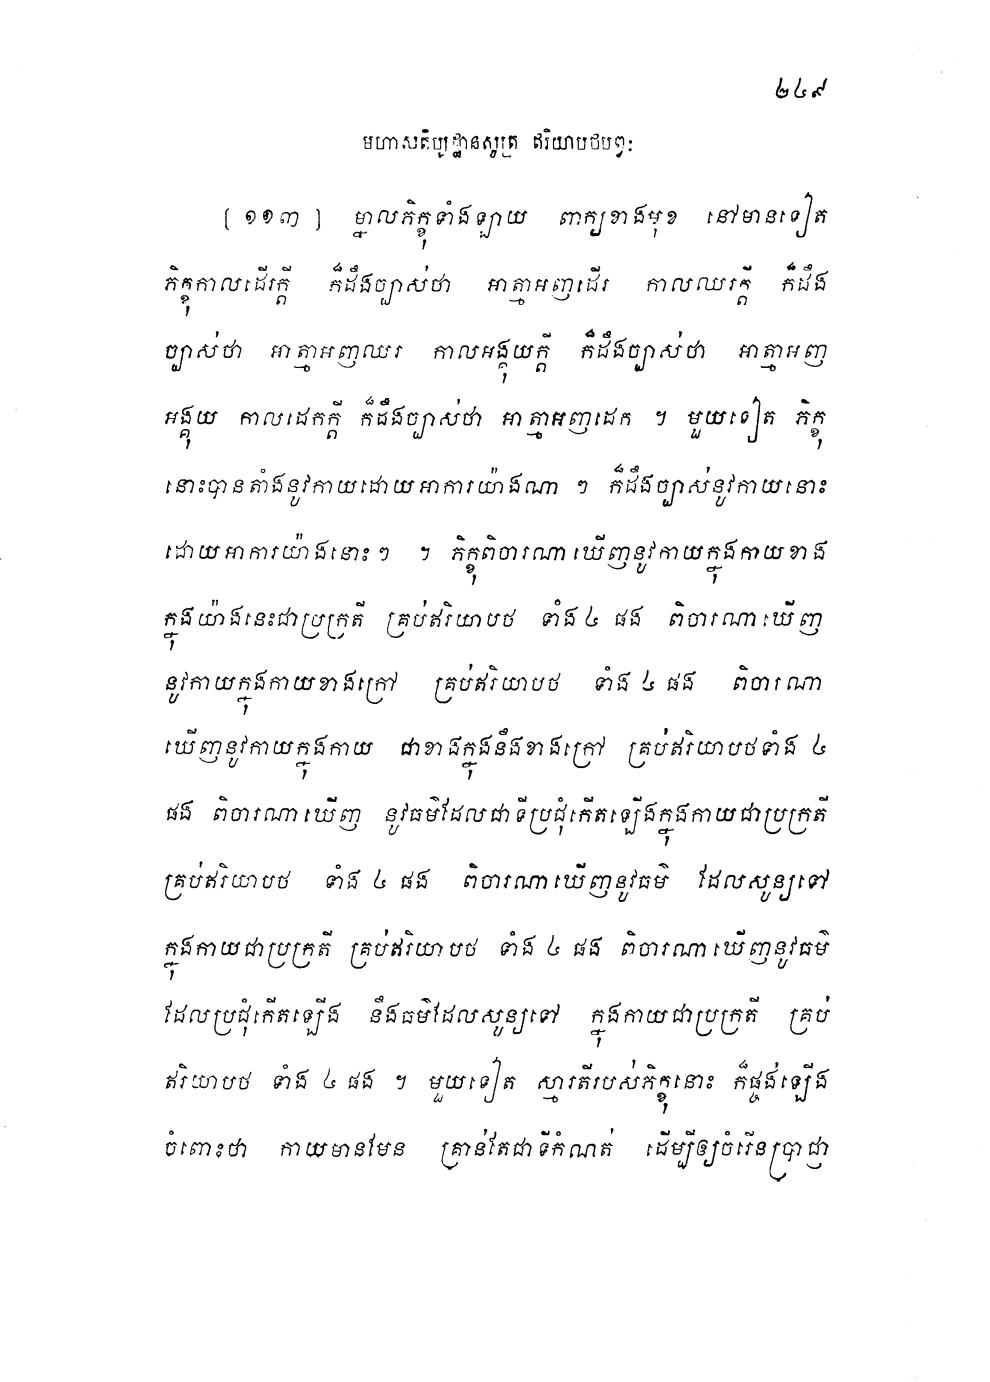 ២៤៩
មហាសតិប្បដ្ឋានសូត្រ ឥរិយាបថបព្វៈ
[ ១១៣ ] ម្នាលភិក្ខុទាំងឡាយ ពាក្យខាងមុខ នៅមានទៀត
ភិក្ខុកាលដើរក្តី ក៏ដឹងច្បាស់ថា អាត្មាអញដើរ កាលឈរក្តី ក៏ដឹង
ច្បាស់ថា អាត្មាអញឈរ កាលអង្គុយក្តី ក៏ដឹងច្បាស់ថា អាត្មាអញ
អង្គុយ កាលដេកក្តី ក៏ដឹងច្បាស់ថា អាត្មាអញដេក ។ មួយទៀត ភិក្ខុ
នោះបានតាំងនូវកាយដោយអាការយ៉ាងណា ៗ ក៏ដឹងច្បាស់នូវកាយនោះ
ដោយអាការយ៉ាងនោះ ៗ ។ ភិក្ខុពិចារណាឃើញនូវកាយក្នុងកាយខាង
ក្នុងយ៉ាងនេះជាប្រក្រតី គ្រប់ឥរិយាបថ ទាំង ៤ ផង ពិចារណាឃើញ
នូវកាយក្នុងកាយខាងក្រៅ គ្រប់ឥរិយាបថ ទាំង ៤ ផង ពិចារណា
ឃើញនូវកាយក្នុងកាយ ជាខាងក្នុងនឹងខាងក្រៅ គ្រប់ឥរិយាបថទាំង ៤
ផង ពិចារណាឃើញ នូវធម៌ដែលជាទីប្រជុំកើតឡើងក្នុងកាយជាប្រក្រតី
គ្រប់ឥរិយាបថ ទាំង ៤ ផង ពិចារណាឃើញនូវធម៌ ដែលសូន្យទៅ
ក្នុងកាយជាប្រក្រតី គ្រប់ឥរិយាបថ ទាំង ៤ ផង ពិចារណាឃើញនូវធម៌
ដែលប្រជុំកើតឡើង នឹងធម៌ដែលសូន្យទៅ ក្នុងកាយជាប្រក្រតី គ្រប់
ឥរិយាបថ ទាំង ៤ ផង ។ មួយទៀត ស្មារតីរបស់ភិក្ខុនោះ ក៏ផ្ចង់ឡើង
ចំពោះថា កាយមានមែន គ្រាន់តែជាទីកំណត់ ដើម្បីឲ្យចំរើនប្រាជ្ញា